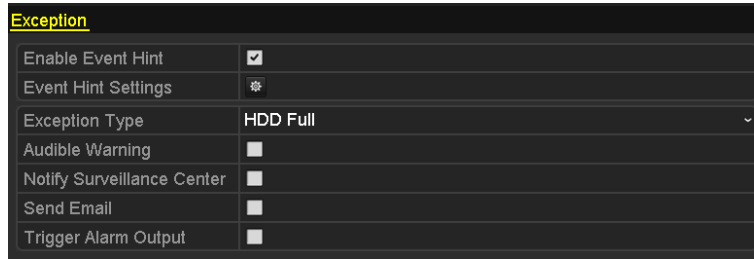 Exception
Enable Event Hint
Event Hint Settings
Exception Type HDD Full
Audible Warning
Notify Surveillance Center
Send Email
Trigger Alarm Output